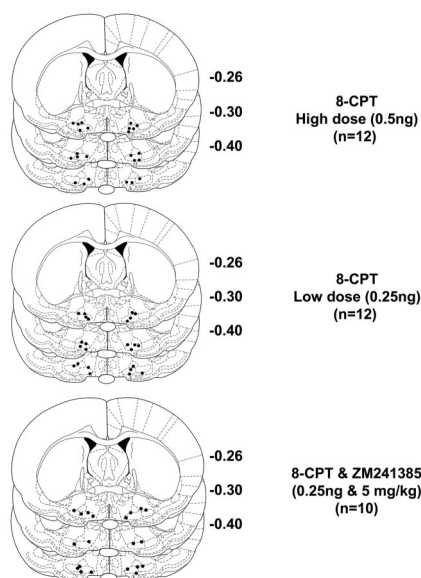 -0.26
-0.30
-0.40
8-CPT
High dose (0.5ng)
(n=12)
-0.26
-0.30
-0.40
8-CPT
Low dose (0.25ng)
(n=12)
-0.26
-0.30
-0.40
8-CPT & ZM241385
(0.25ng & 5 mg/kg)
(n=10)